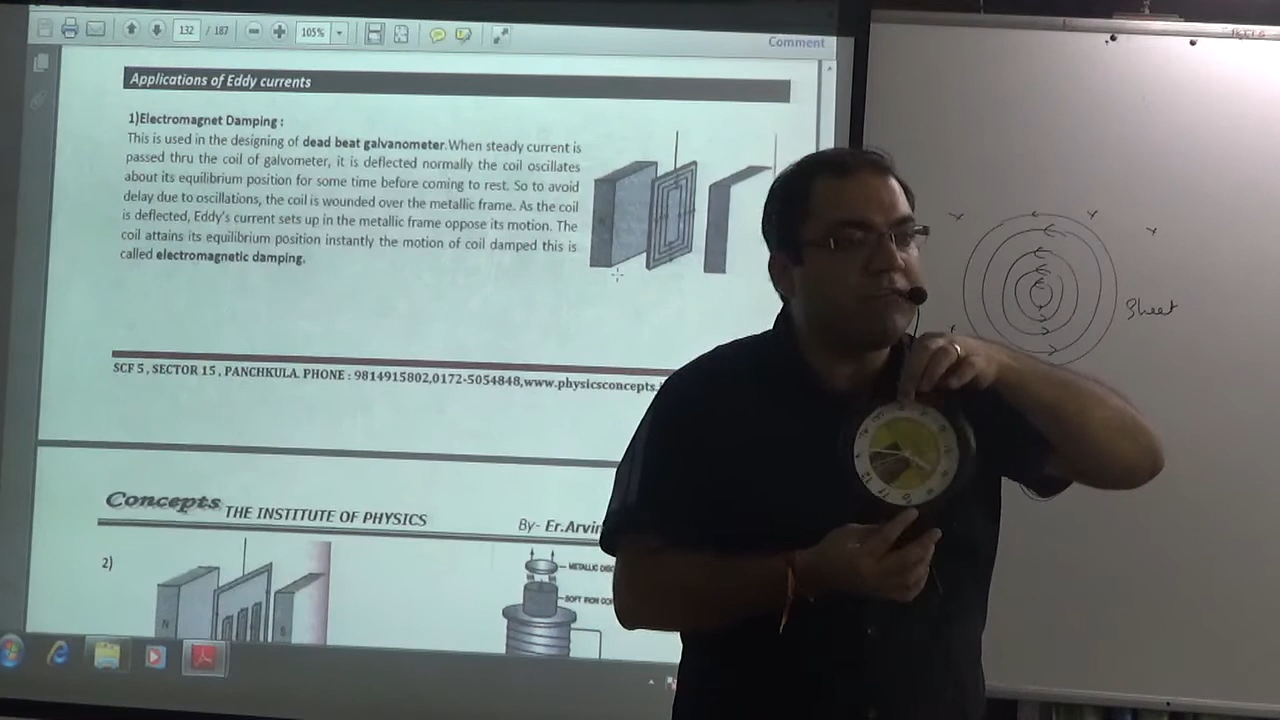 132 / 187
105%
Comment
Applications of Eddy currents
1)Electromagnet Damping :
This is used in the designing of dead beat galvanometer.When steady current is
passed thru the coil of galvometer, it is deflected normally the coil oscillates
about its equilibrium position for some time before coming to rest. So to avoid
delay due to oscillations, the coil is wounded over the metallic frame. As the coil
is deflected, Eddy's current sets up in the metallic frame oppose its motion. The
coil attains its equilibrium position instantly the motion of coil damped this is
called electromagnetic damping.
SCF 5 , SECTOR 15 , PANCHKULA. PHONE : 9814915802,0172-5054848,www.physicsconcepts.
Concepts THE INSTITUTE OF PHYSICS
By- Er.Arvin
2)
N
S
METALLIC DISC
SOFT IRON CO
Sheet